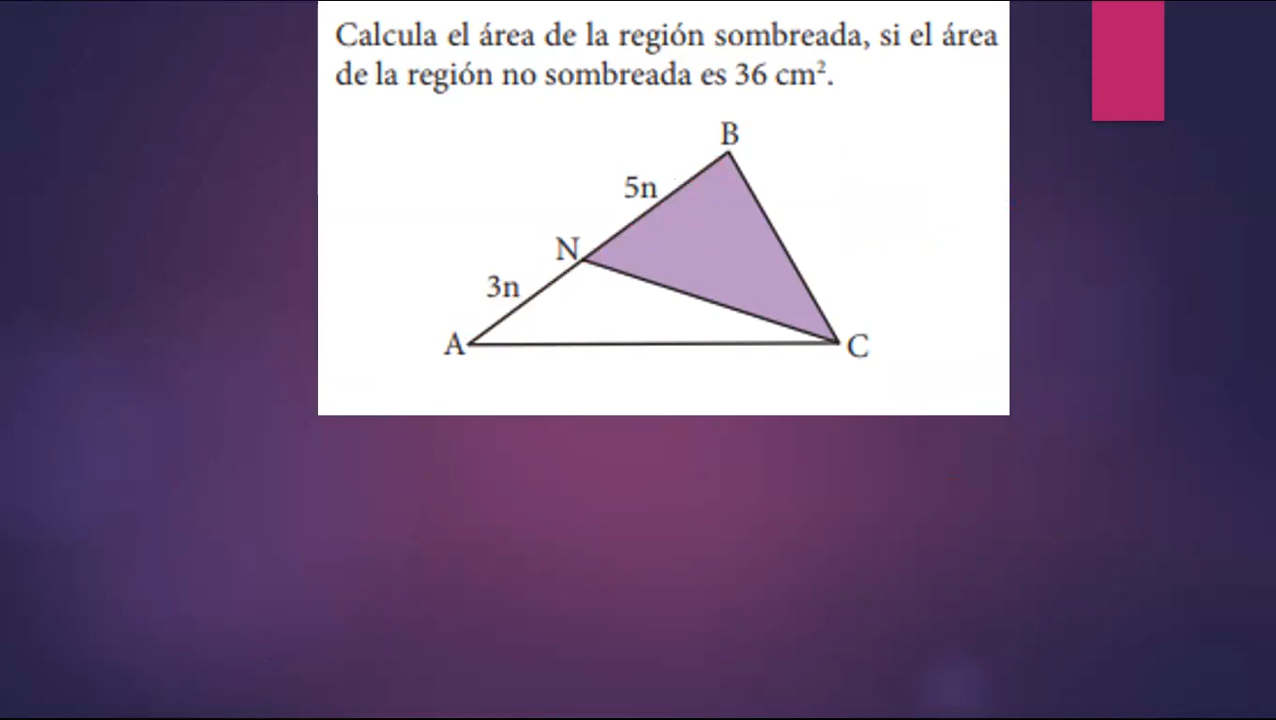 Calcula el área de la región sombreada, si el área
de la región no sombreada es 36 cm².
B
5n
N
3n
A
C